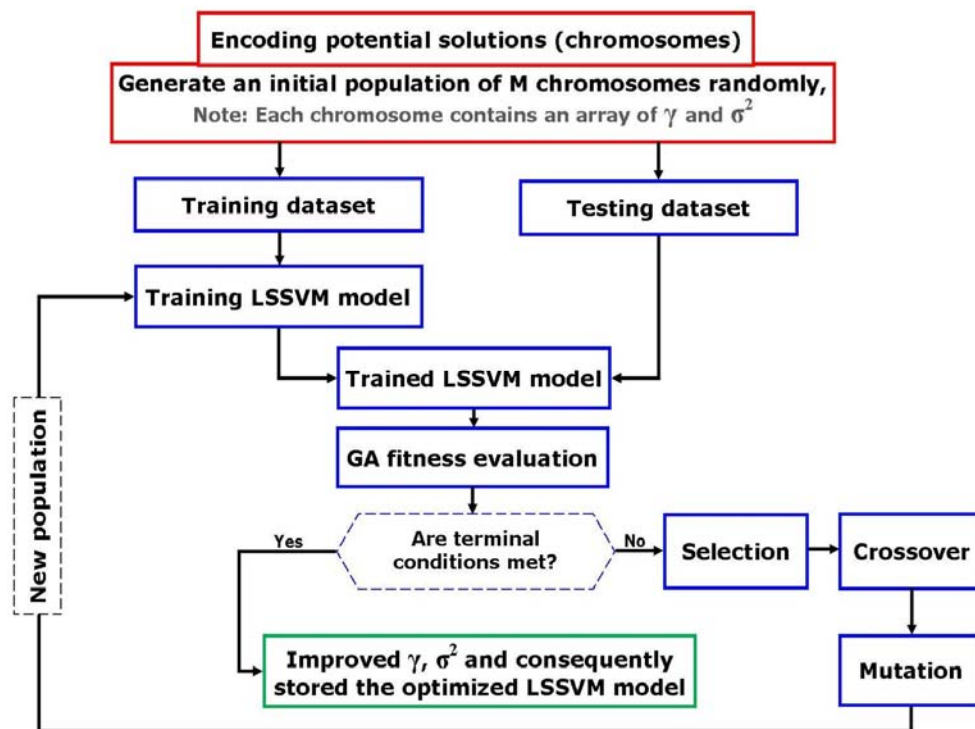 Encoding potential solutions (chromosomes)
Generate an initial population of M chromosomes randomly,
Note: Each chromosome contains an array of γ and σ²
Training dataset
Testing dataset
Training LSSVM model
Trained LSSVM model
New population
GA fitness evaluation
Yes
Are terminal
conditions met?
No
Selection
Crossover
Improved γ, σ² and consequently
stored the optimized LSSVM model
Mutation